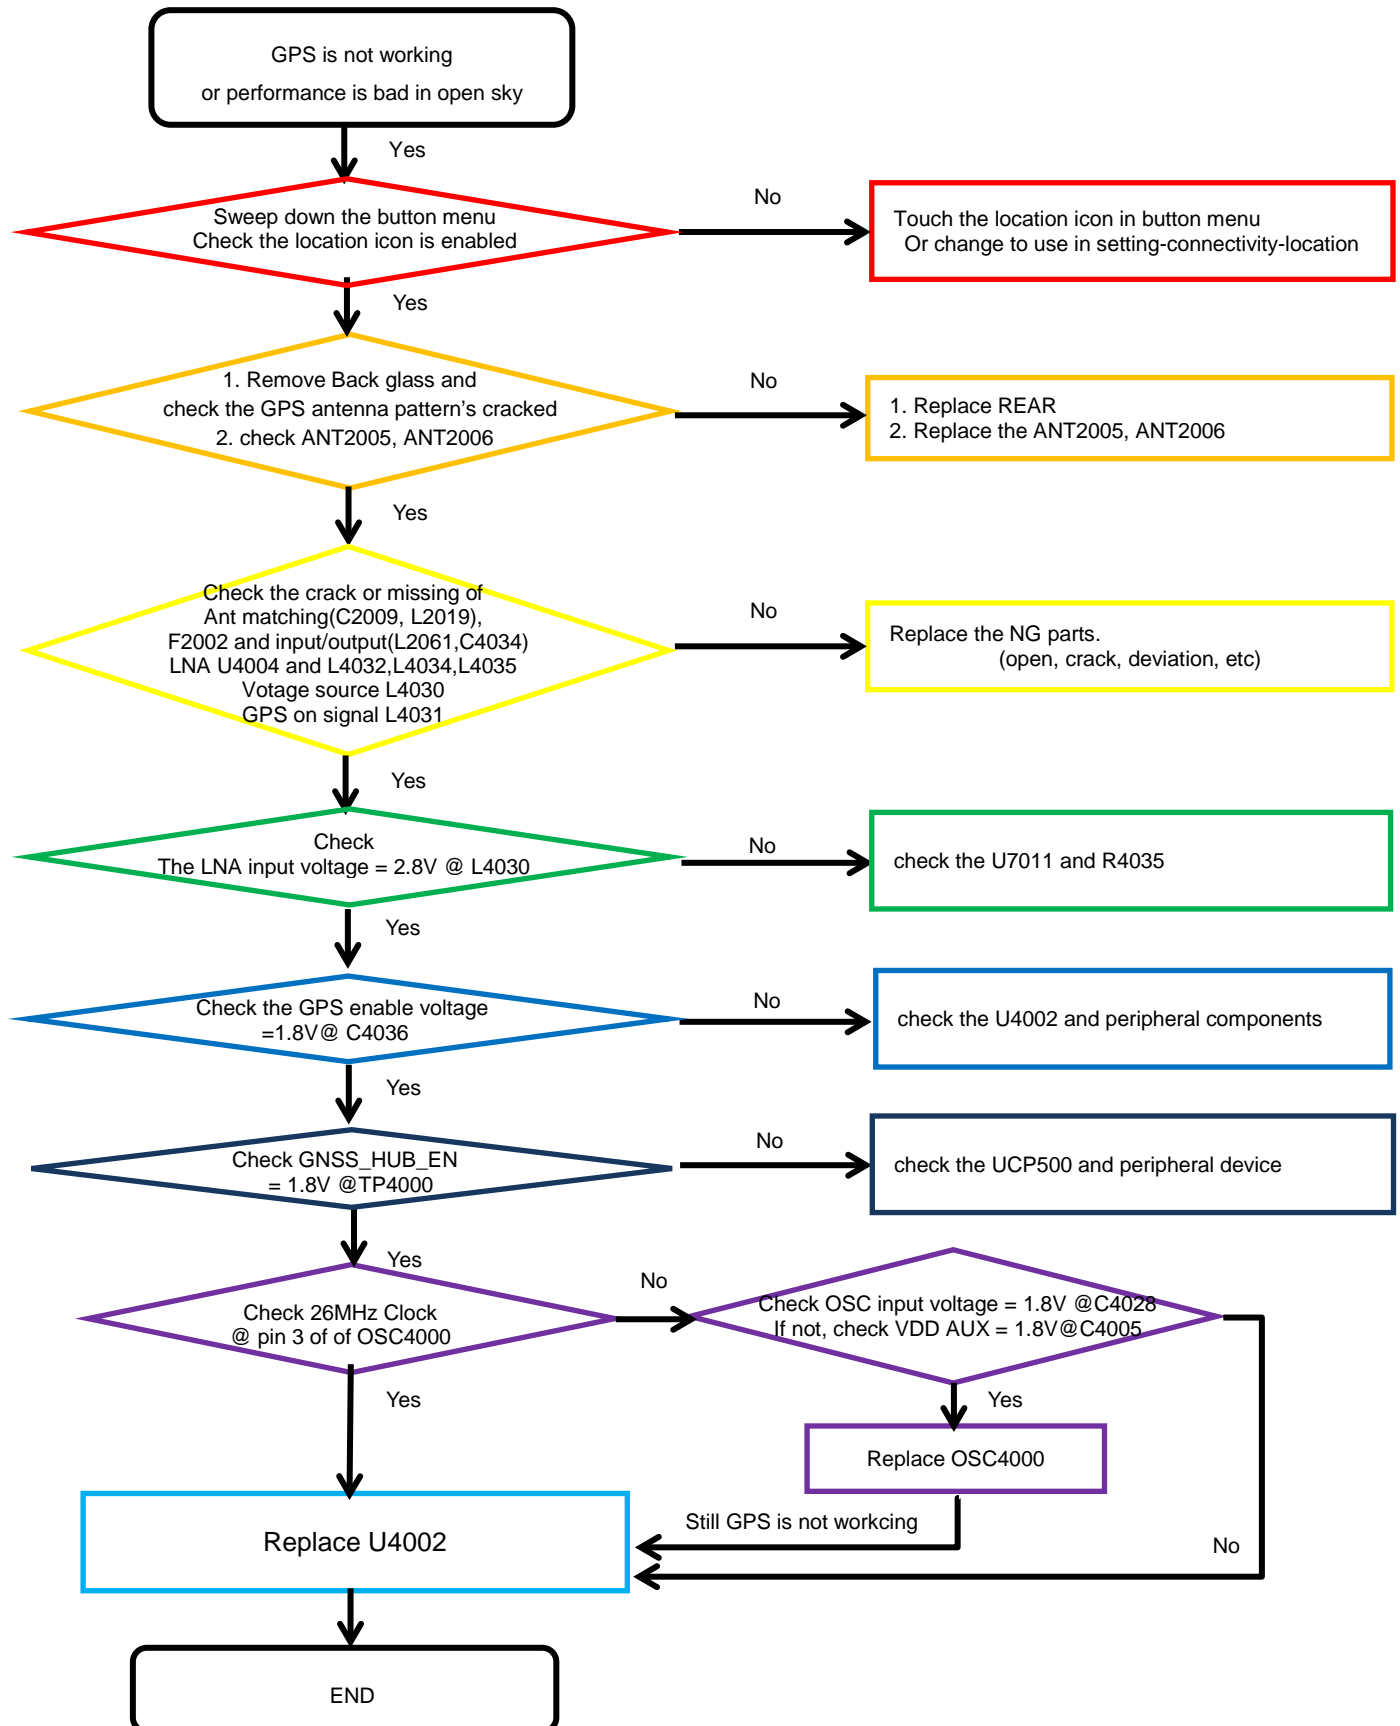 GPS is not working
or performance is bad in open sky
Yes
Sweep down the button menu
Check the location icon is enabled
No
Touch the location icon in button menu
Or change to use in setting-connectivity-location
Yes
1. Remove Back glass and
check the GPS antenna pattern's cracked
2. check ANT2005, ANT2006
No
1. Replace REAR
2. Replace the ANT2005, ANT2006
Yes
Check the crack or missing of
Ant matching(C2009, L2019),
F2002 and input/output(L2061,C4034)
LNA U4004 and L4032,L4034,L4035
Votage source L4030
GPS on signal L4031
No
Replace the NG parts.
(open, crack, deviation, etc)
Yes
Check
The LNA input voltage = 2.8V @ L4030
No
check the U7011 and R4035
Yes
Check the GPS enable voltage
=1.8V@ C4036
No
check the U4002 and peripheral components
Yes
Check GNSS_HUB_EN
= 1.8V @TP4000
No
check the UCP500 and peripheral device
Yes
Check 26MHz Clock
@ pin 3 of of OSC4000
No
Check OSC input voltage = 1.8V @C4028
If not, check VDD AUX = 1.8V@C4005
Yes
Yes
Replace OSC4000
Still GPS is not workcing
No
Replace U4002
END